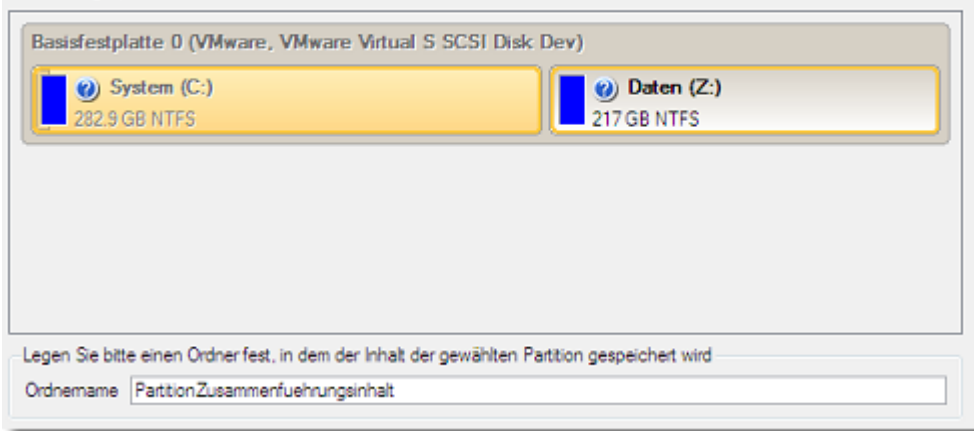 Basisfestplatte 0 (VMware, VMware Virtual S SCSI Disk Dev)
System (C:)
282.9 GB NTFS
Daten (Z:)
217 GB NTFS
Legen Sie bitte einen Ordner fest, in dem der Inhalt der gewählten Partition gespeichert wird
Ordnername PartitionZusammenfuehrungsinhalt